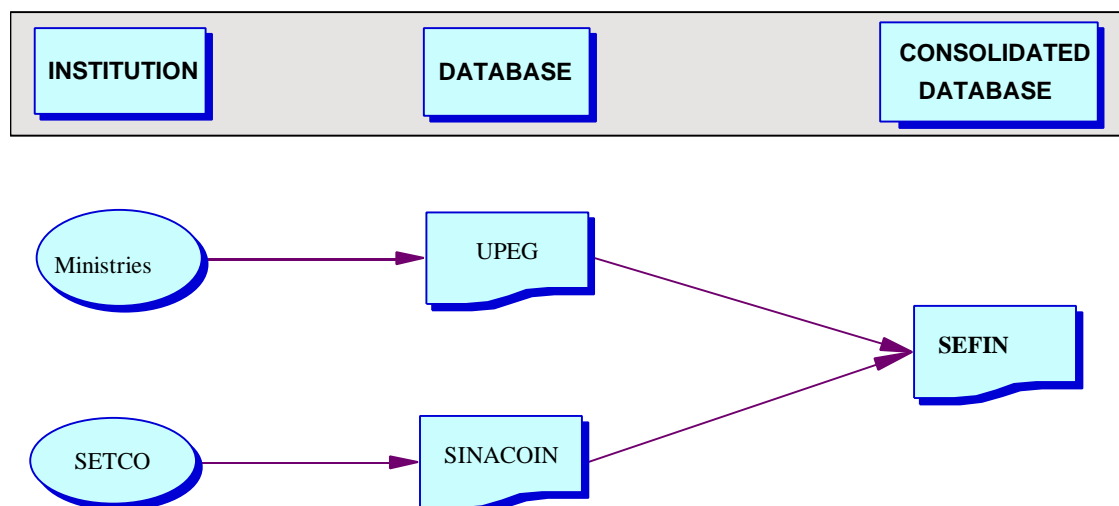 INSTITUTION
DATABASE
CONSOLIDATED
DATABASE
Ministries
UPEG
SEFIN
SETCO
SINACOIN